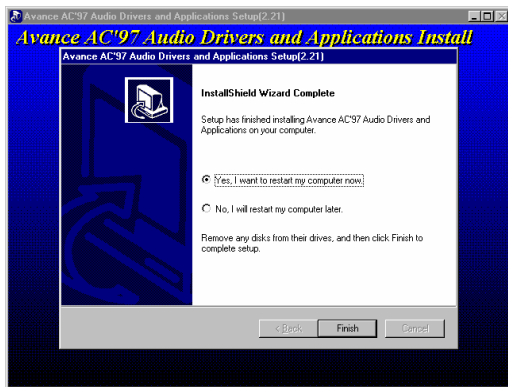 Avance AC'97 Audio Drivers and Applications Setup(2.21)
Avance AC'97 Audio Drivers and Applications Install
Avance AC'97 Audio Drivers and Applications Setup(2.21)
InstallShield Wizard Complete
Setup has finished installing Avance AC'97 Audio Drivers and
Applications on your computer.
Yes, I want to restart my computer now.
No, I will restart my computer later.
Remove any disks from their drives, and then click Finish to
complete setup.
< Back
Finish
Cancel